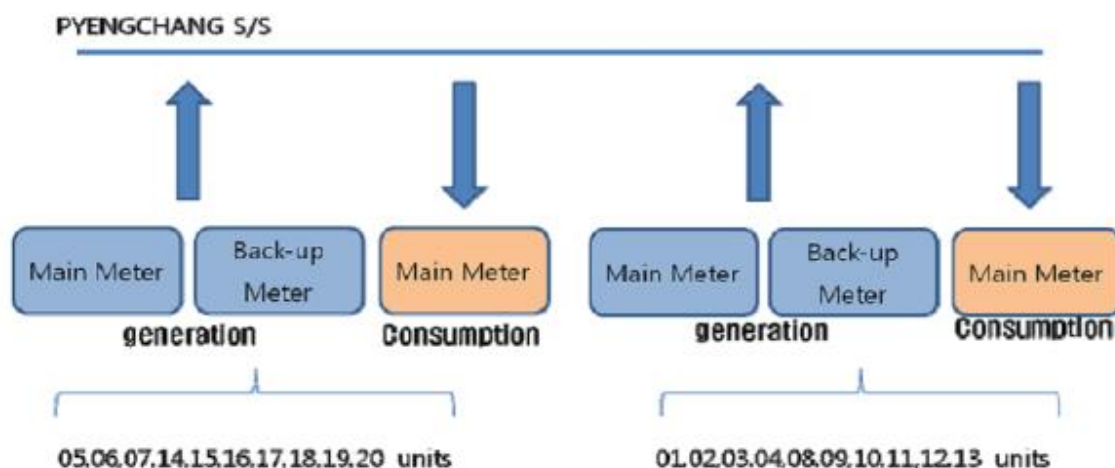 PYENGCHANG S/S
Main Meter
Back-up
Meter
Main Meter
Main Meter
Back-up
Meter
Main Meter
generation
Consumption
generation
Consumption
05,06,07,14,15,16,17,18,19,20 units
01,02,03,04,08,09,10,11,12,13 units